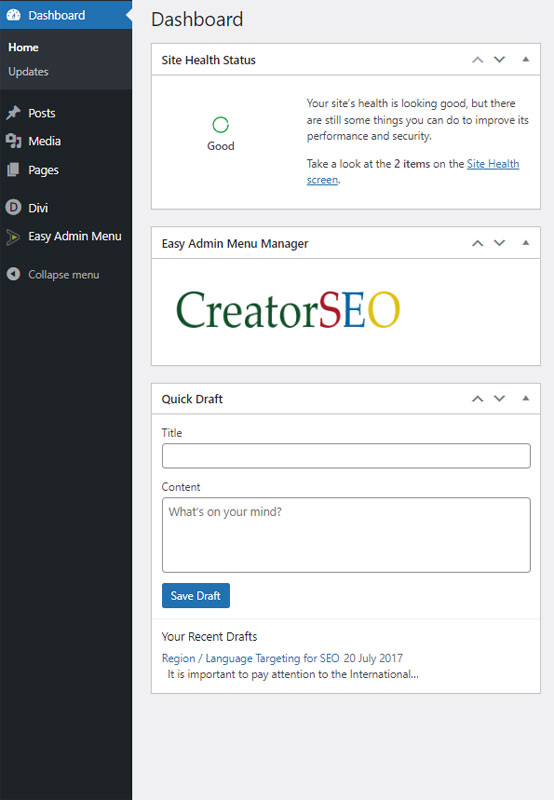 Dashboard
Home
Updates
Posts
Media
Pages
Divi
Easy Admin Menu
Collapse menu
Dashboard
Site Health Status
Good
Your site's health is looking good, but there
are still some things you can do to improve its
performance and security.
Take a look at the 2 items on the Site Health
screen.
Easy Admin Menu Manager
CreatorSEO
Quick Draft
Title
Content
What's on your mind?
Save Draft
Your Recent Drafts
Region / Language Targeting for SEO 20 July 2017
It is important to pay attention to the International...